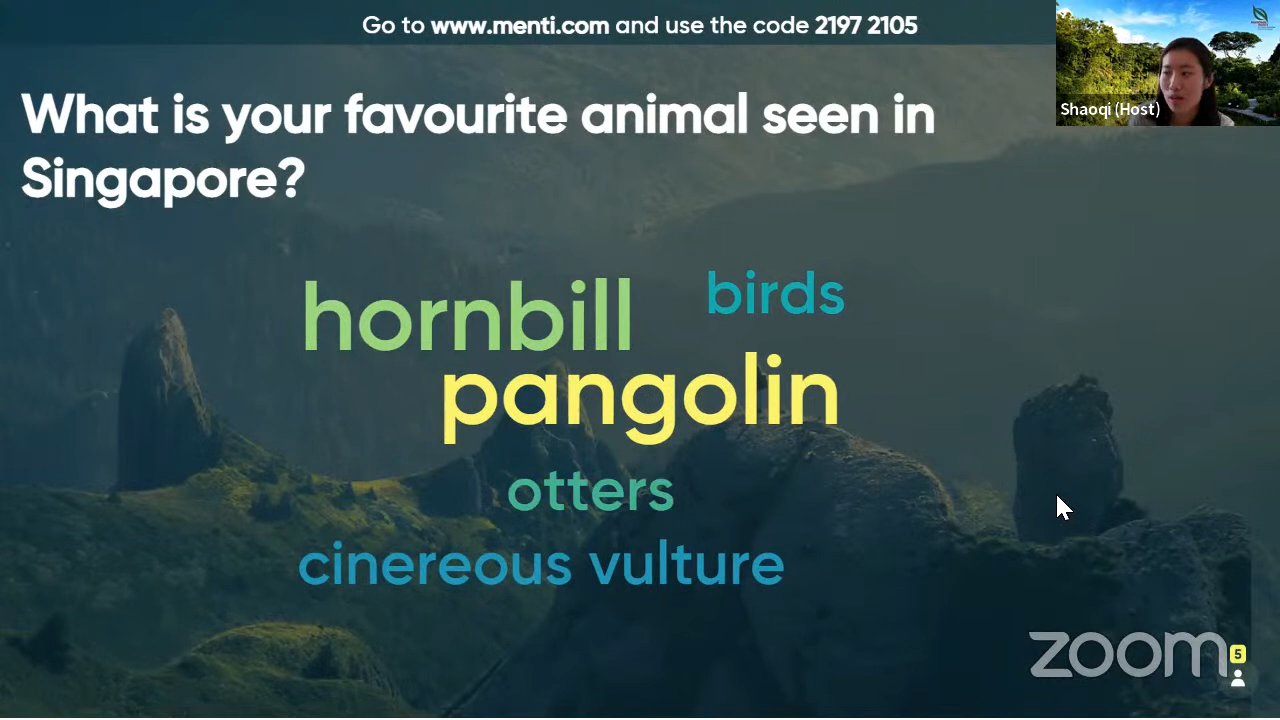 Go to www.menti.com and use the code 2197 2105
Shaoqi (Host)
What is your favourite animal seen in
Singapore?
hornbill
birds
pangolin
otters
cinereous vulture
zoom
5